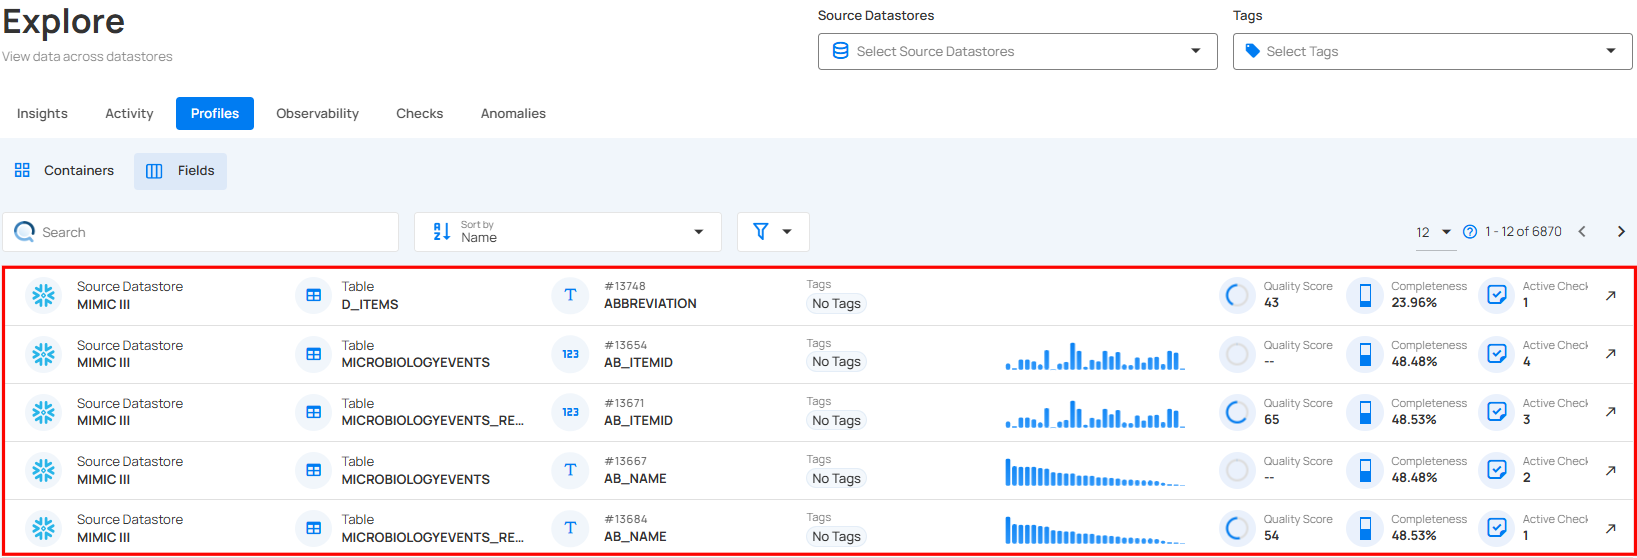 Explore
View data across datastores
Source Datastores
Select Source Datastores
Tags
Select Tags
Insights Activity Profiles Observability Checks Anomalies
Containers Fields
Search
Sort by
Name
12 1 - 12 of 6870
Source Datastore Table #13748 Tags Quality Score Completeness Active Check
MIMIC III D_ITEMS ABBREVIATION No Tags 43 23.96% 1
Source Datastore Table #13654 Tags Quality Score Completeness Active Check
MIMIC III MICROBIOLOGYEVENTS 123 AB_ITEMID No Tags -- 48.48% 4
Source Datastore Table #13671 Tags Quality Score Completeness Active Check
MIMIC III MICROBIOLOGYEVENTS_RE... 123 AB_ITEMID No Tags 65 48.53% 3
Source Datastore Table #13667 Tags Quality Score Completeness Active Check
MIMIC III MICROBIOLOGYEVENTS AB_NAME No Tags -- 48.48% 2
Source Datastore Table #13684 Tags Quality Score Completeness Active Check
MIMIC III MICROBIOLOGYEVENTS_RE... AB_NAME No Tags 54 48.53% 1